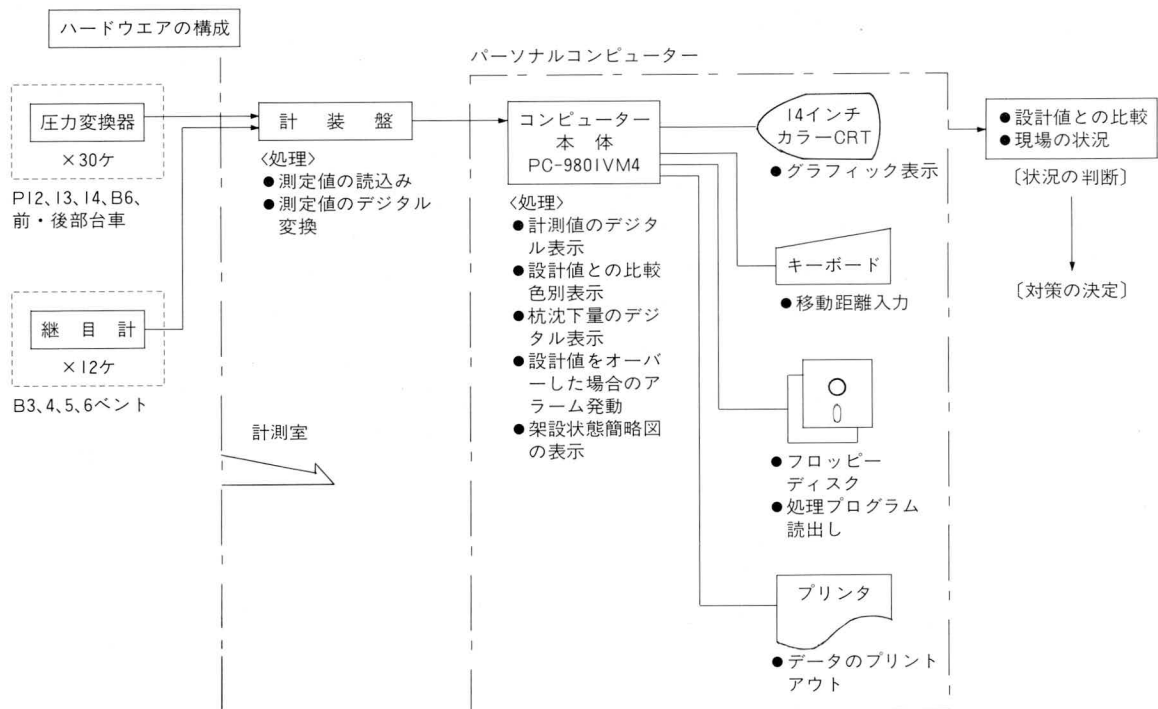 ハードウエアの構成
圧力変換器
×30ケ
P12、13、14、B6、
前・後部台車
継目計
×12ケ
B3、4、5、6ベント
計測室
計装盤
〈処理〉
●測定値の読込み
●測定値のデジタル
変換
パーソナルコンピューター
コンピューター
本体
PC-9801VM4
〈処理〉
●計測値のデジタ
ル表示
●設計値との比較
色別表示
●杭沈下量のデジ
タル表示
●設計値をオーバ
ーした場合のア
ラーム発動
●架設状態簡略図
の表示
14インチ
カラーCRT
●グラフィック表示
キーボード
●移動距離入力
●フロッピー
ディスク
●処理プログラム
読出し
プリンタ
●データのプリント
アウト
●設計値との比較
●現場の状況
〔状況の判断〕
〔対策の決定〕